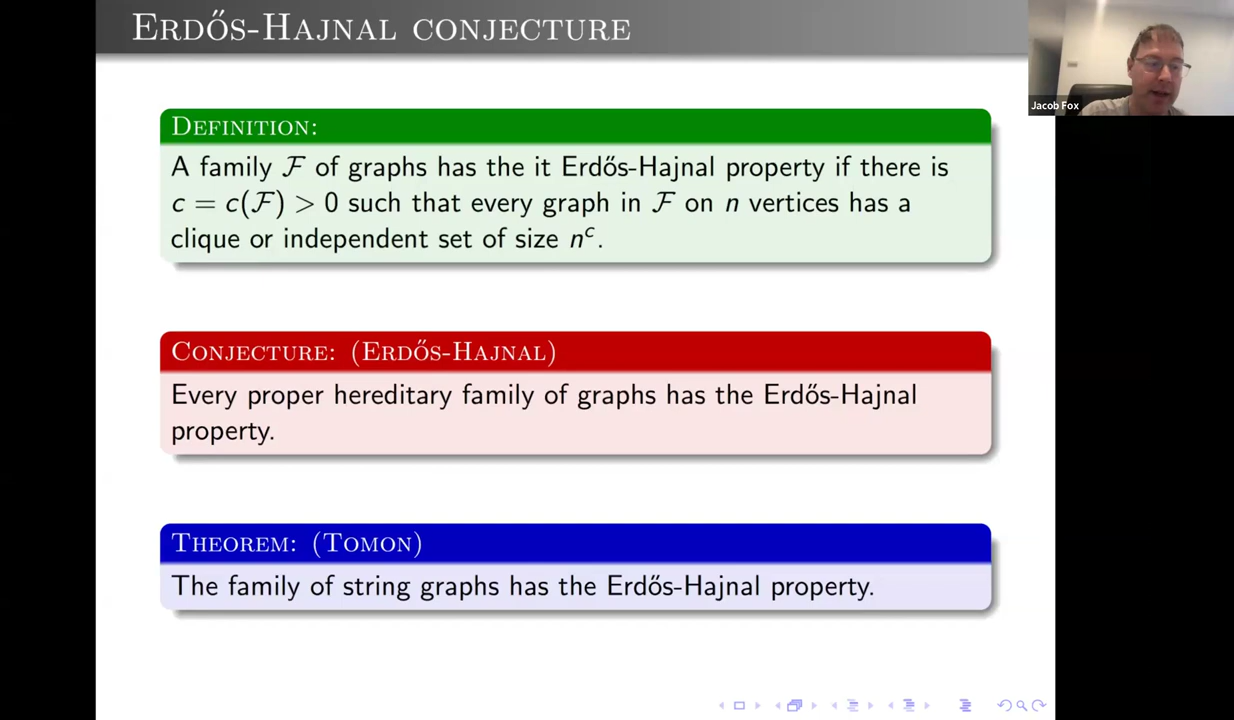 Erdős-Hajnal conjecture
Jacob Fox
Definition:
A family ℱ of graphs has the it Erdős-Hajnal property if there is
c = c(ℱ) > 0 such that every graph in ℱ on n vertices has a
clique or independent set of size n^c.
Conjecture: (Erdős-Hajnal)
Every proper hereditary family of graphs has the Erdős-Hajnal
property.
Theorem: (Tomon)
The family of string graphs has the Erdős-Hajnal property.